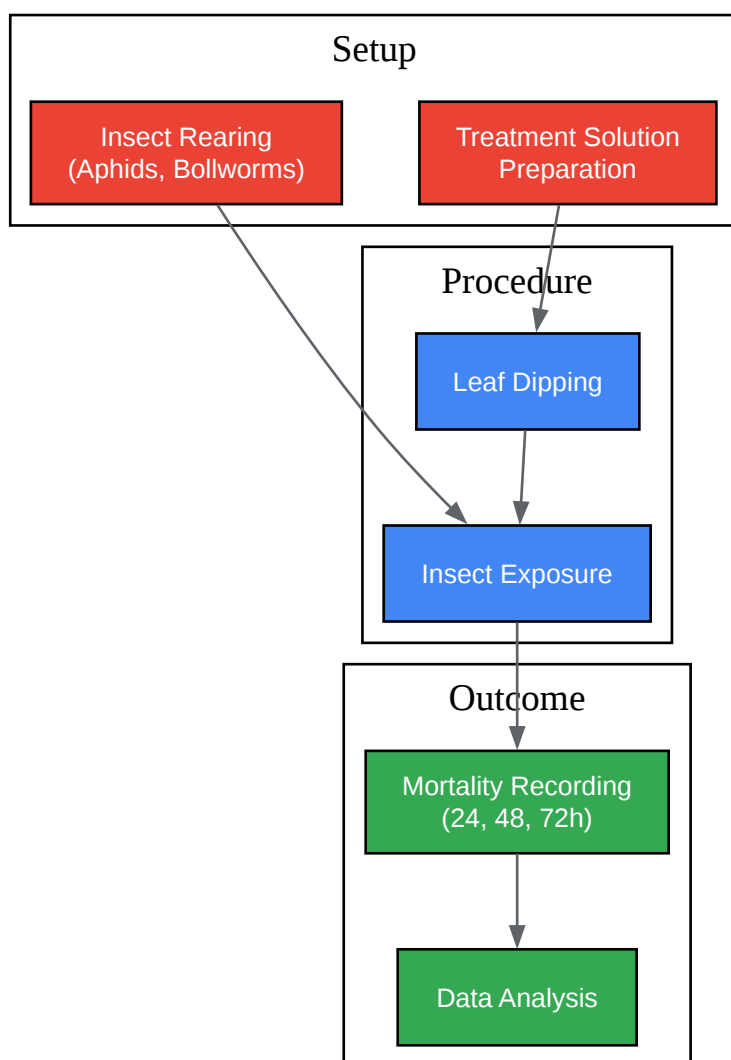 Setup
Insect Rearing
(Aphids, Bollworms)
Treatment Solution
Preparation
Procedure
Leaf Dipping
Insect Exposure
Outcome
Mortality Recording
(24, 48, 72h)
Data Analysis